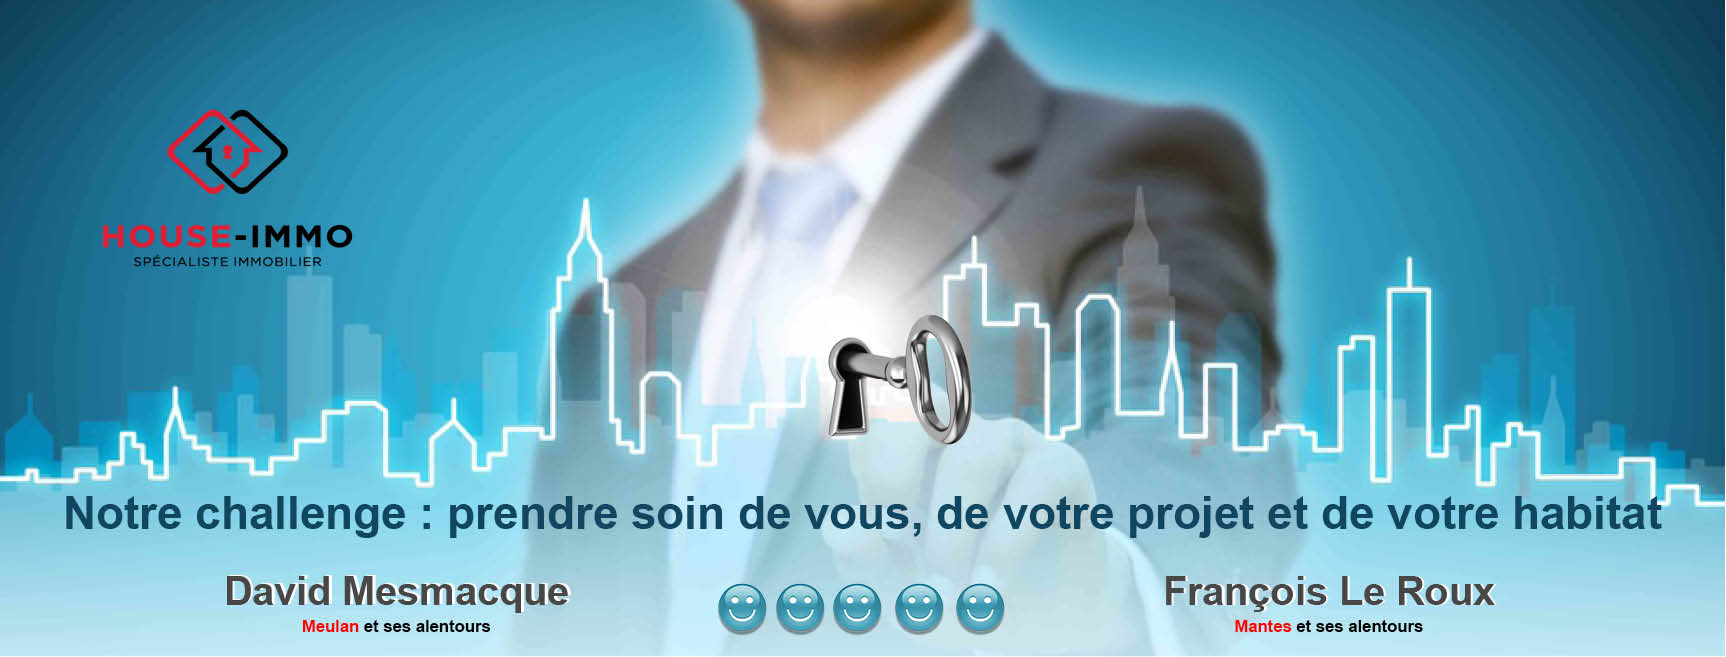 HOUSE-IMMO
SPÉCIALISTE IMMOBILIER
Notre challenge : prendre soin de vous, de votre projet et de votre habitat
David Mesmacque
Meulan et ses alentours
François Le Roux
Mantes et ses alentours